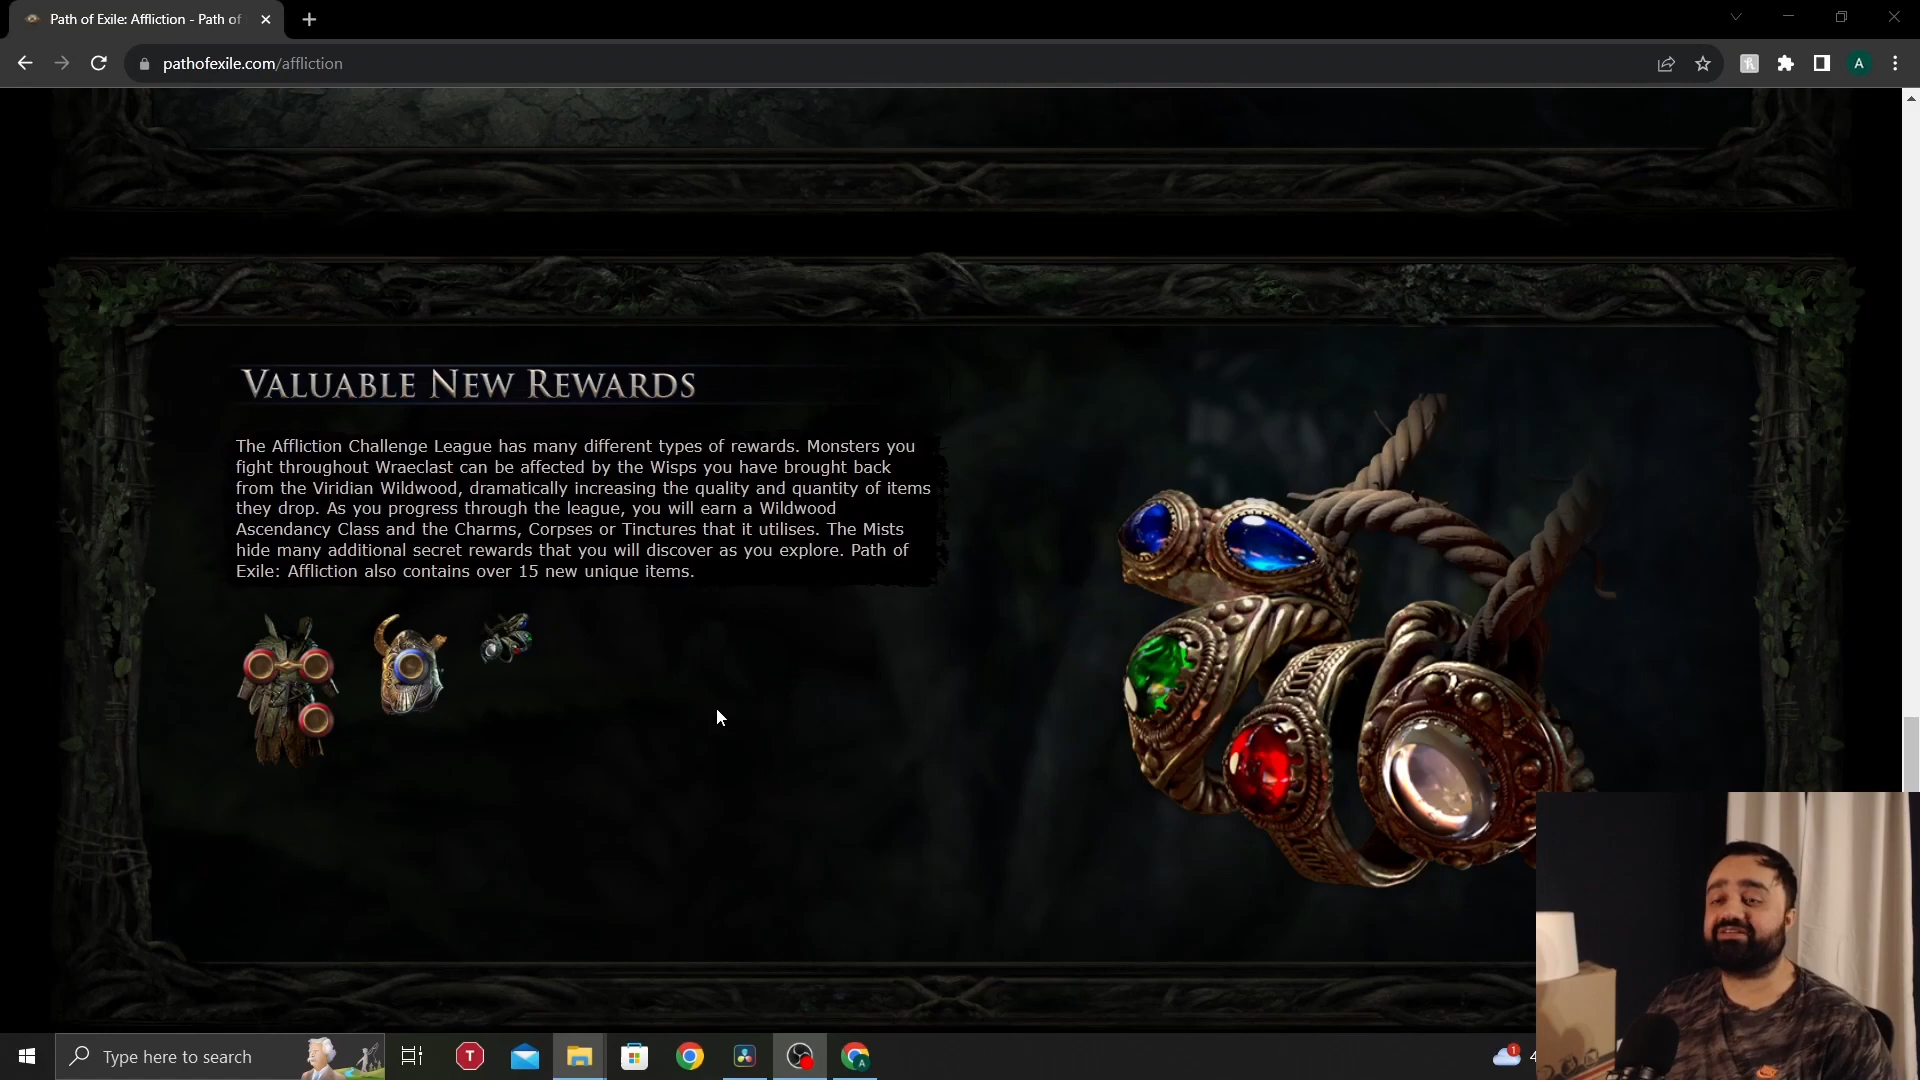 Path of Exile: Affliction - Path of
pathofexile.com/affliction
A
VALUABLE NEW REWARDS
The Affliction Challenge League has many different types of rewards. Monsters you
fight throughout Wraeclast can be affected by the Wisps you have brought back
from the Viridian Wildwood, dramatically increasing the quality and quantity of items
they drop. As you progress through the league, you will earn a Wildwood
Ascendancy Class and the Charms, Corpses or Tinctures that it utilises. The Mists
hide many additional secret rewards that you will discover as you explore. Path of
Exile: Affliction also contains over 15 new unique items.
Type here to search
T
A
1
4